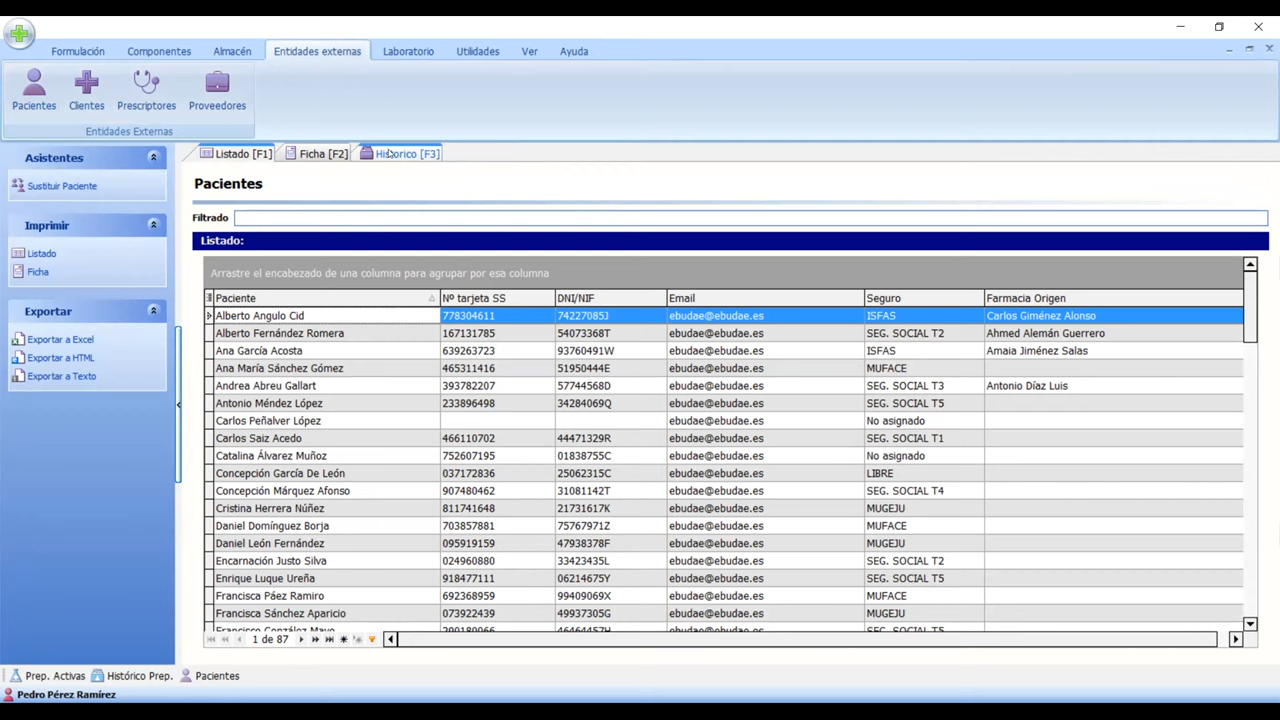 Formulación Componentes Almacén Entidades externas Laboratorio Utilidades Ver Ayuda
Pacientes Clientes Prescriptores Proveedores
Entidades Externas
Asistentes
Sustituir Paciente
Imprimir
Listado
Ficha
Exportar
Exportar a Excel
Exportar a HTML
Exportar a Texto
Listado [F1] Ficha [F2] Histórico [F3]
Pacientes
Filtrado
Listado:
Arrastre el encabezado de una columna para agrupar por esa columna
Paciente Nº tarjeta SS DNI/NIF Email Seguro Farmacia Origen
Alberto Angulo Cid 778304611 74227085J ebudae@ebudae.es ISFAS Carlos Giménez Alonso
Alberto Fernández Romera 167131785 54073368T ebudae@ebudae.es SEG. SOCIAL T2 Ahmed Alemán Guerrero
Ana García Acosta 639263723 93760491W ebudae@ebudae.es ISFAS Amaia Jiménez Salas
Ana María Sánchez Gómez 465311416 51950444E ebudae@ebudae.es MUFACE
Andrea Abreu Gallart 393782207 57744568D ebudae@ebudae.es SEG. SOCIAL T3 Antonio Díaz Luis
Antonio Méndez López 233896498 34284069Q ebudae@ebudae.es SEG. SOCIAL T5
Carlos Peñalver López ebudae@ebudae.es No asignado
Carlos Saiz Acedo 466110702 44471329R ebudae@ebudae.es SEG. SOCIAL T1
Catalina Álvarez Muñoz 752607195 01838755C ebudae@ebudae.es No asignado
Concepción García De León 037172836 25062315C ebudae@ebudae.es LIBRE
Concepción Márquez Afonso 907480462 31081142T ebudae@ebudae.es SEG. SOCIAL T4
Cristina Herrera Núñez 811741648 21731617K ebudae@ebudae.es MUGEJU
Daniel Domínguez Borja 703857881 75767971Z ebudae@ebudae.es MUFACE
Daniel León Fernández 095919159 47938378F ebudae@ebudae.es MUGEJU
Encarnación Justo Silva 024960880 33423435L ebudae@ebudae.es SEG. SOCIAL T2
Enrique Luque Ureña 918477111 06214675Y ebudae@ebudae.es SEG. SOCIAL T5
Francisca Páez Ramiro 692368959 99409069X ebudae@ebudae.es MUFACE
Francisca Sánchez Aparicio 073922439 49937305G ebudae@ebudae.es MUGEJU
Francisco González Mayo ebudae@ebudae.es SEG. SOCIAL T5
1 de 87
Prep. Activas Histórico Prep. Pacientes
Pedro Pérez Ramírez